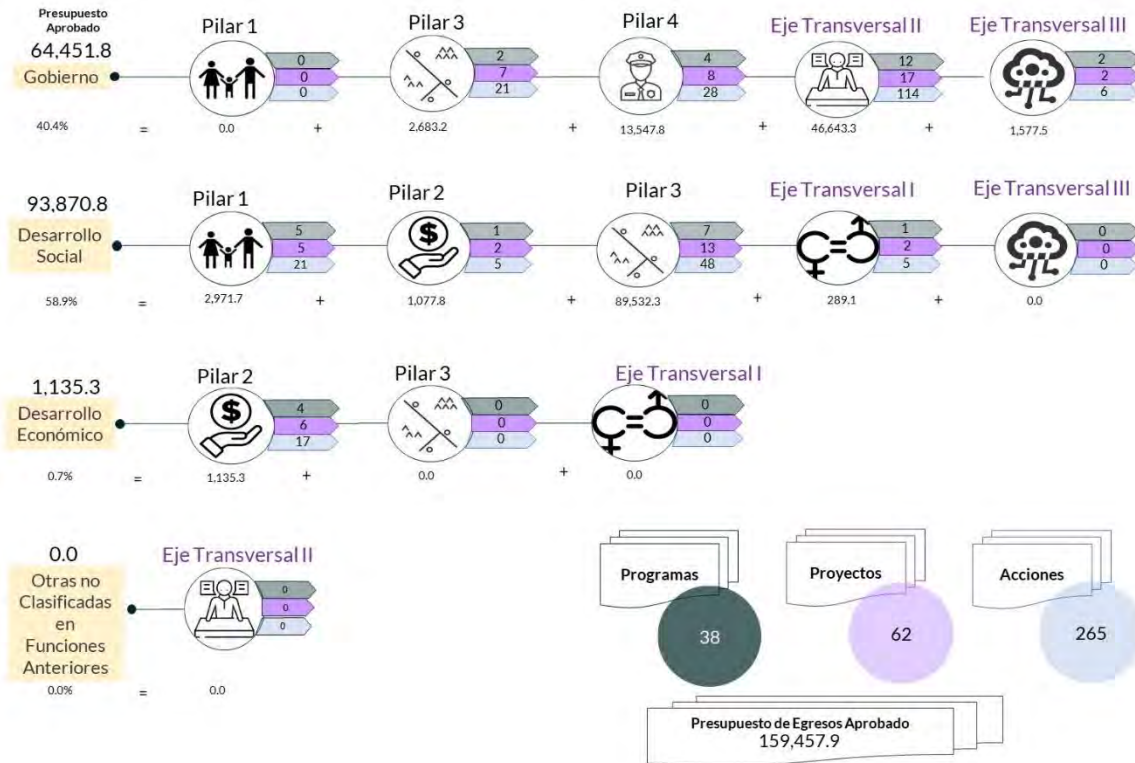 Presupuesto
Aprobado
64,451.8
Gobierno
40.4%
=
Pilar 1
0
0
0
0.0
+
Pilar 3
2
7
21
2,683.2
+
Pilar 4
4
8
28
13,547.8
+
Eje Transversal II
12
17
114
46,643.3
+
Eje Transversal III
2
2
6
1,577.5
93,870.8
Desarrollo
Social
58.9%
=
Pilar 1
5
5
21
2,971.7
+
Pilar 2
$
1
2
5
1,077.8
+
Pilar 3
7
13
48
89,532.3
+
Eje Transversal I
1
2
5
289.1
+
Eje Transversal III
0
0
0
0.0
1,135.3
Desarrollo
Económico
0.7%
=
Pilar 2
$
4
6
17
1,135.3
+
Pilar 3
0
0
0
0.0
+
Eje Transversal I
0
0
0
0.0
0.0
Otras no
Clasificadas
en
Funciones
Anteriores
0.0%
=
Eje Transversal II
0
0
0
0.0
Programas
38
Proyectos
62
Acciones
265
Presupuesto de Egresos Aprobado
159,457.9